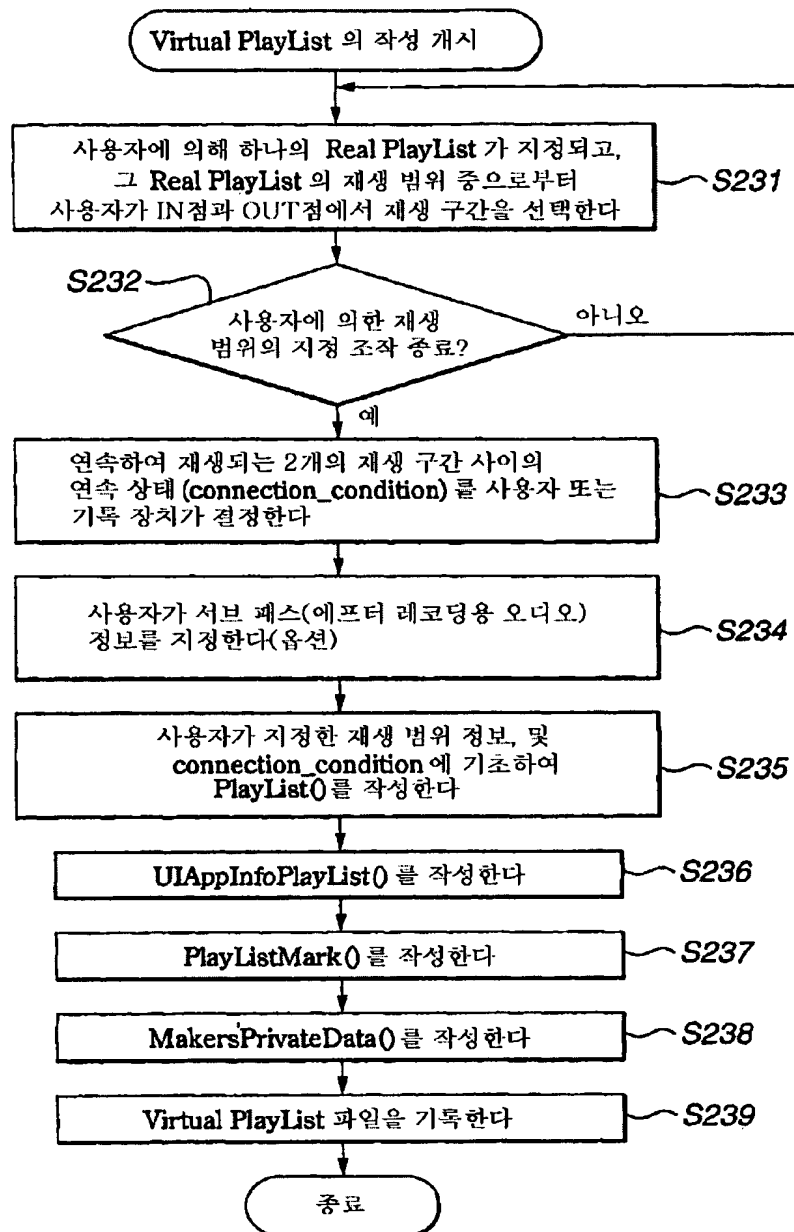 Virtual PlayList 의 작성 개시
사용자에 의해 하나의 Real PlayList 가 지정되고,
그 Real PlayList 의 재생 범위 중으로부터
사용자가 IN점과 OUT점에서 재생 구간을 선택한다
S231
S232
사용자에 의한 재생
범위의 지정 조작 종료?
아니오
예
연속하여 재생되는 2개의 재생 구간 사이의
연속 상태 (connection_condition) 를 사용자 또는
기록 장치가 결정한다
S233
사용자가 서브 패스(에프터 레코딩용 오디오)
정보를 지정한다(옵션)
S234
사용자가 지정한 재생 범위 정보, 및
connection_condition 에 기초하여
PlayList()를 작성한다
S235
UIAppInfoPlayList() 를 작성한다
S236
PlayListMark() 를 작성한다
S237
MakersPrivateData() 를 작성한다
S238
Virtual PlayList 파일을 기록한다
S239
종료